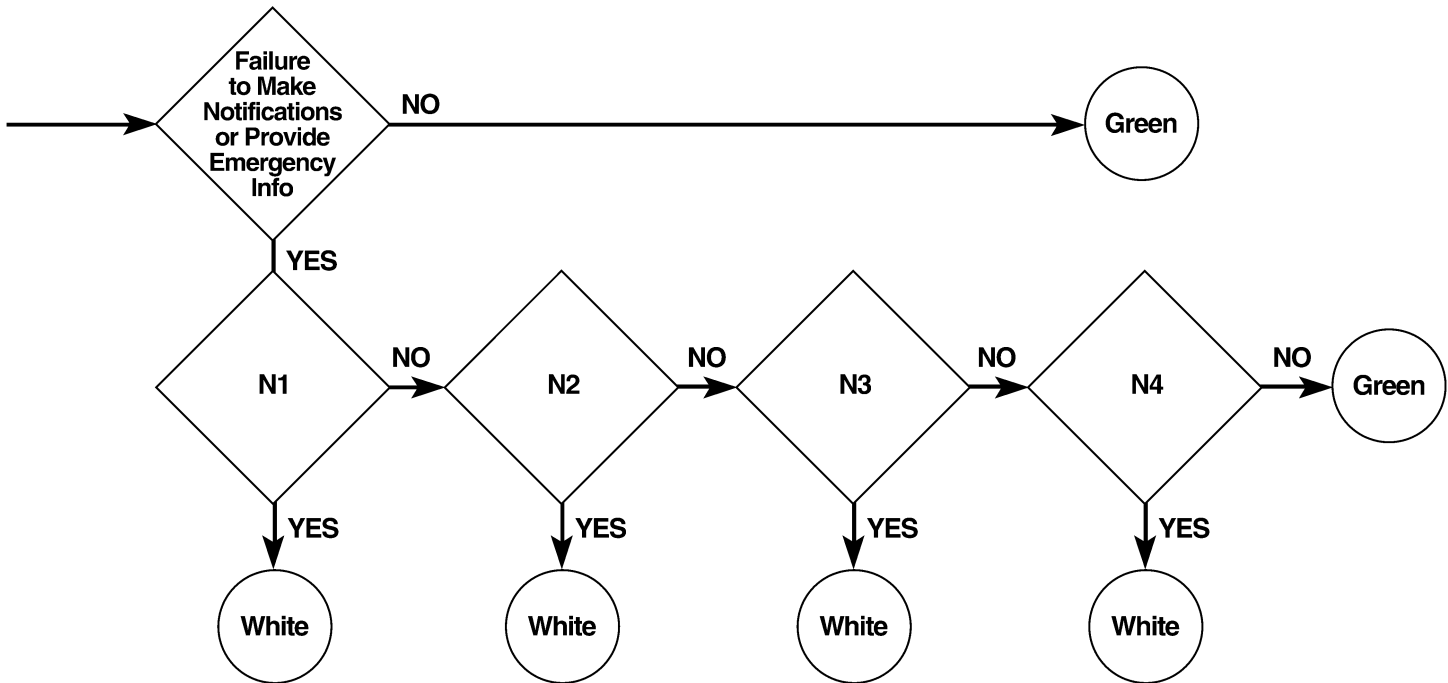 Failure
to Make
Notifications
or Provide
Emergency
Info
NO
Green
YES
N1
NO
N2
NO
N3
NO
N4
NO
Green
YES
YES
YES
YES
White
White
White
White